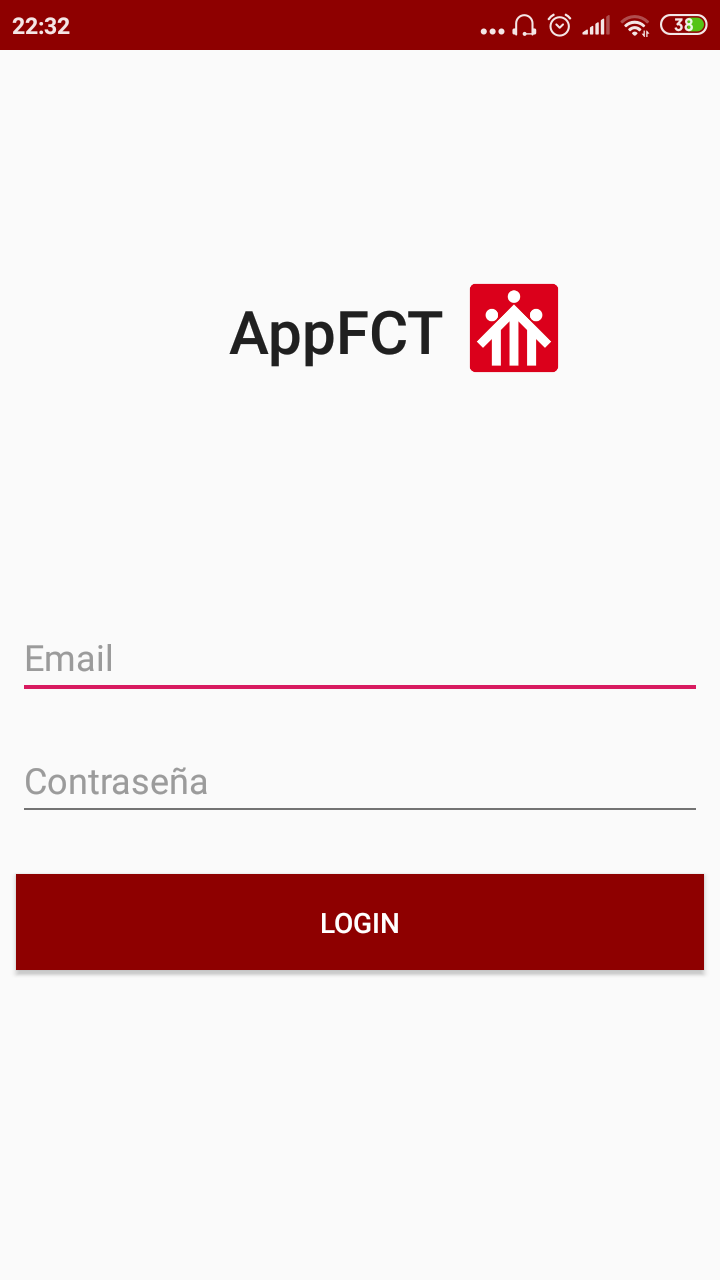 22:32
38
AppFCT
Email
Contraseña
LOGIN